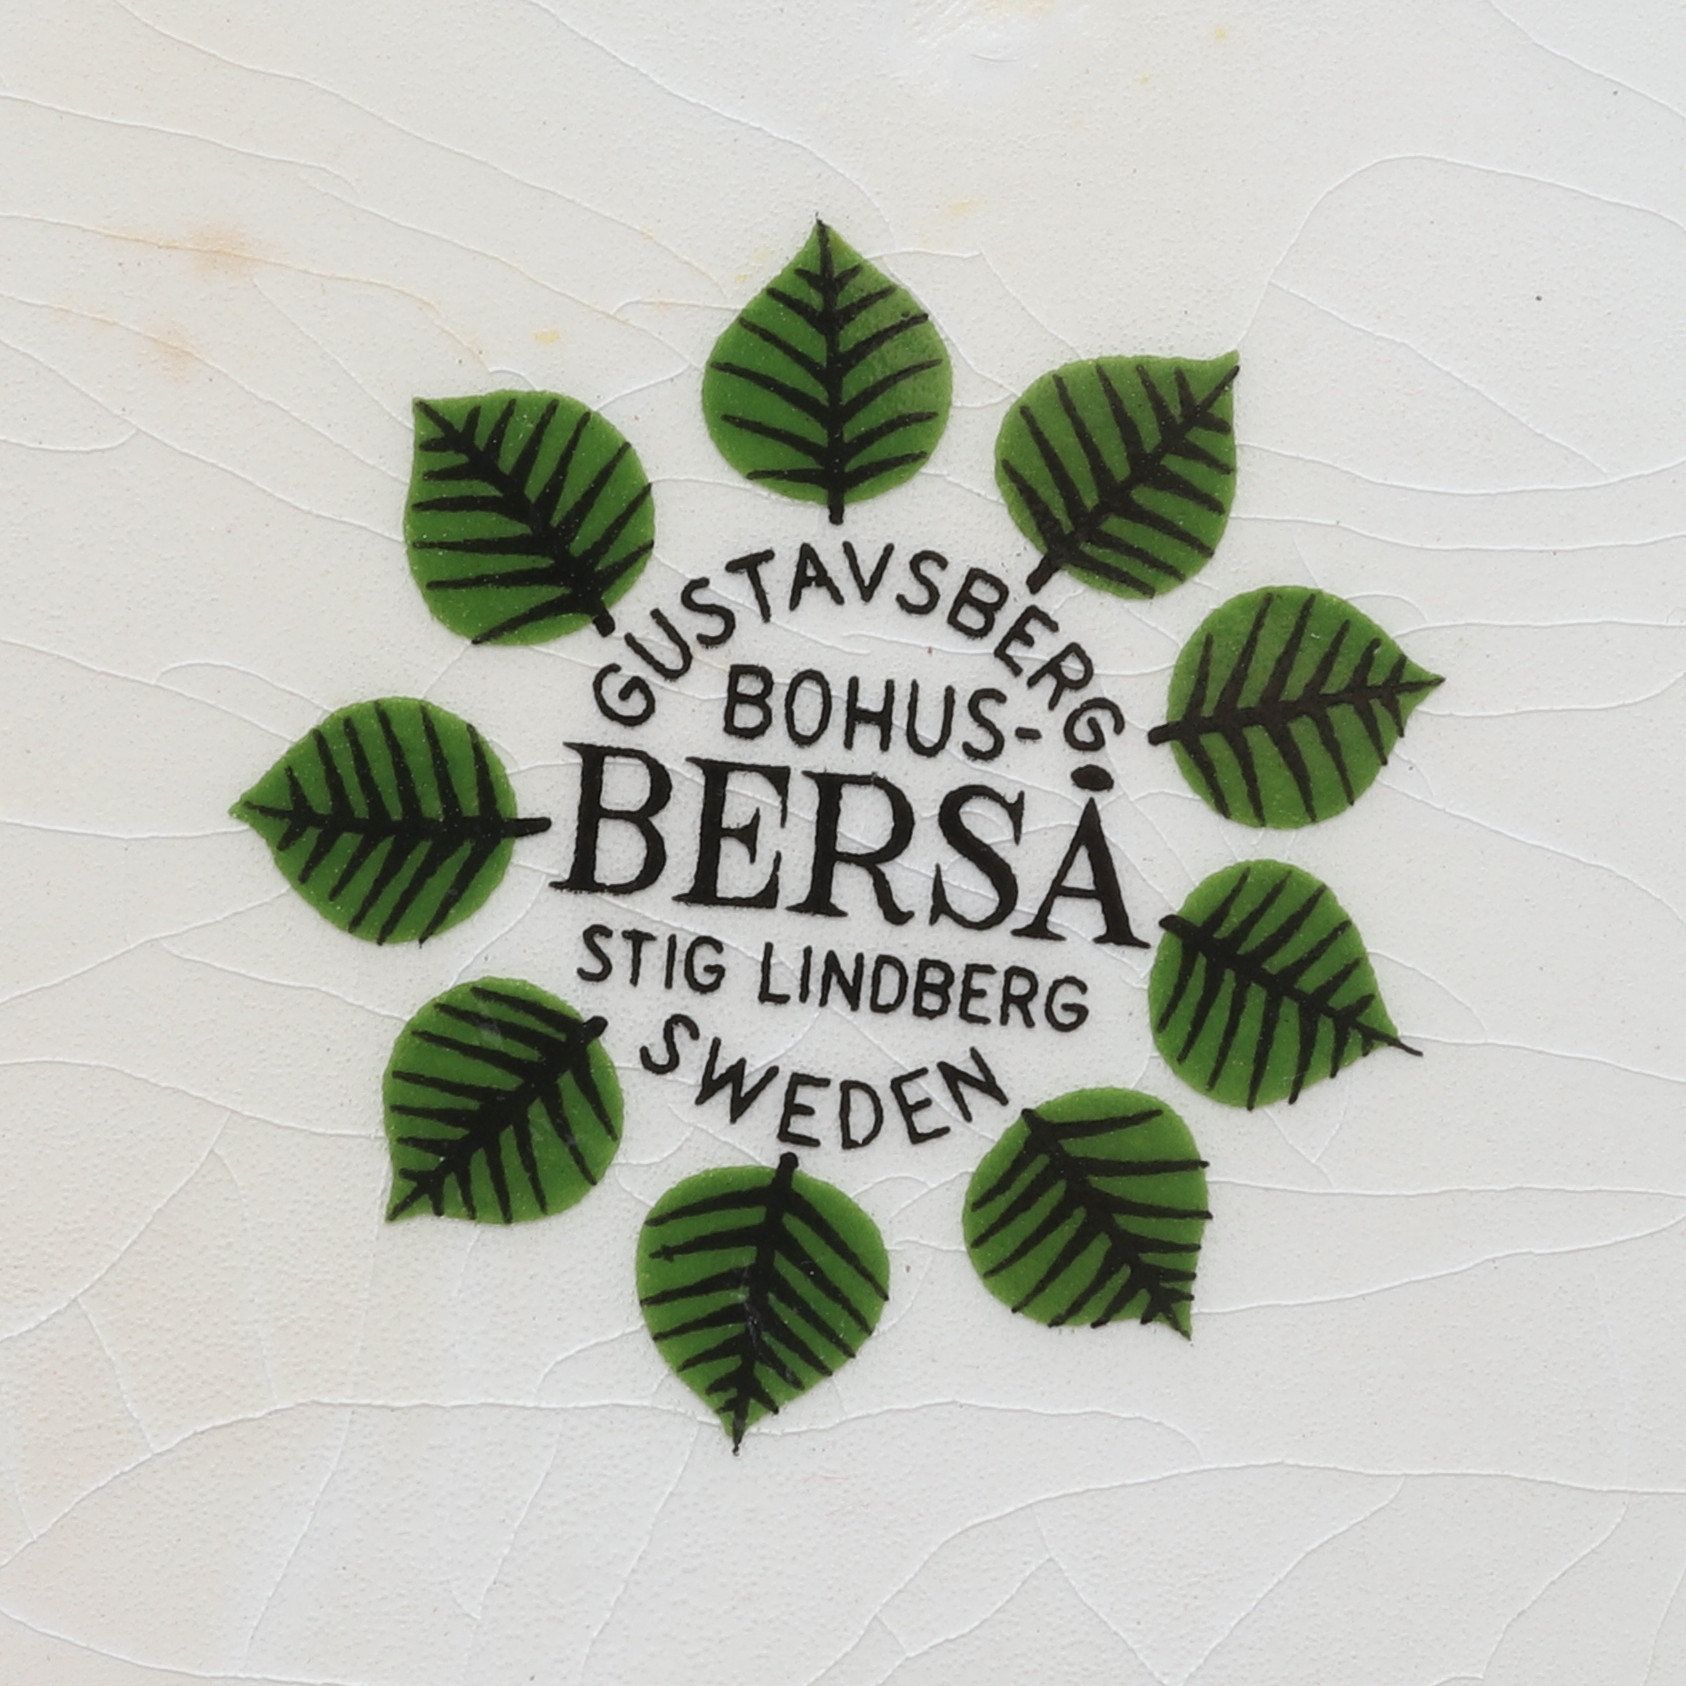 GUSTAVSBERG
BOHUS-
BERSÅ
STIG LINDBERG
SWEDEN